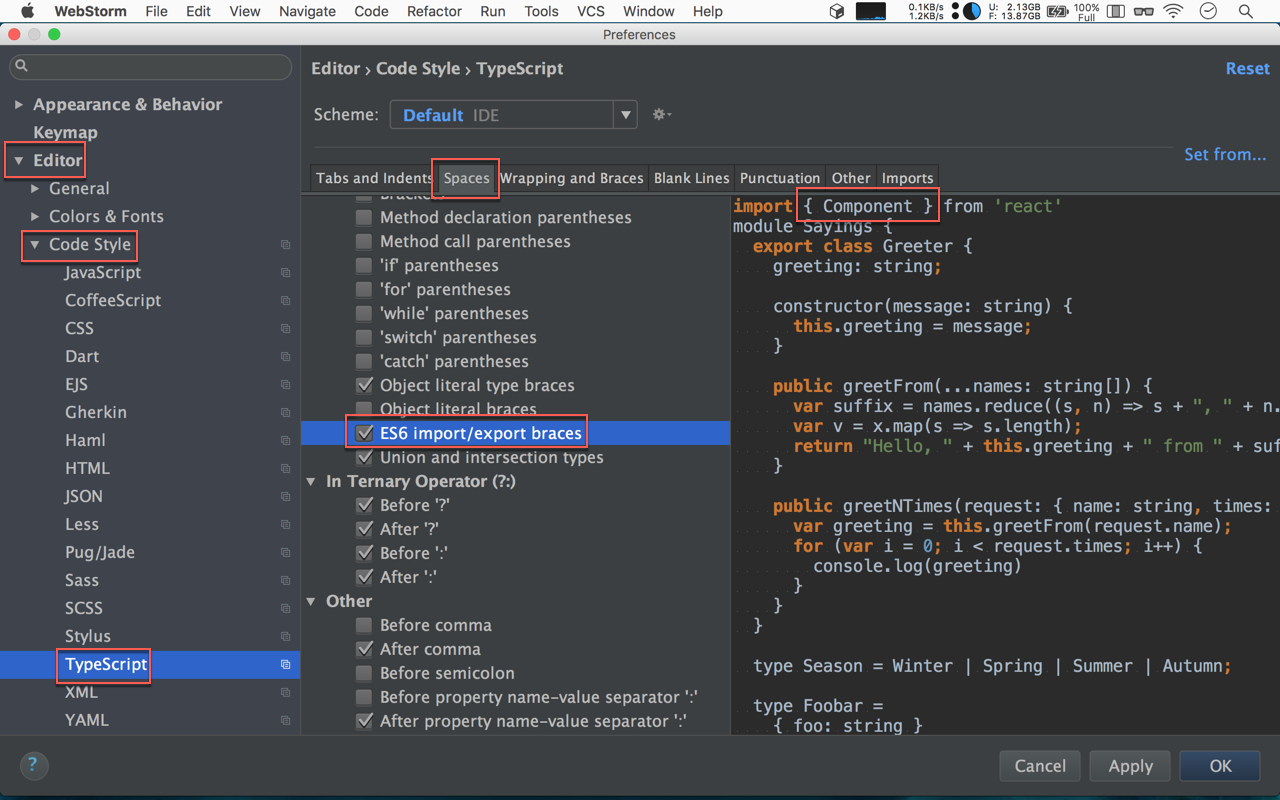 WebStorm File Edit View Navigate Code Refactor Run Tools VCS Window Help 0.1KB/s 1.2KB/s U: 2.13GB F: 13.87GB 100% Full
Preferences
Editor › Code Style › TypeScript Reset
Scheme: Default IDE
Set from...
Appearance & Behavior
Keymap
Editor
General
Colors & Fonts
Code Style
JavaScript
CoffeeScript
CSS
Dart
EJS
Gherkin
Haml
HTML
JSON
Less
Pug/Jade
Sass
SCSS
Stylus
TypeScript
XML
YAML
Tabs and Indents Spaces Wrapping and Braces Blank Lines Punctuation Other Imports
Method declaration parentheses
Method call parentheses
'if' parentheses
'for' parentheses
'while' parentheses
'switch' parentheses
'catch' parentheses
Object literal type braces
Object literal braces
ES6 import/export braces
Union and intersection types
In Ternary Operator (?:)
Before '?'
After '?'
Before ':'
After ':'
Other
Before comma
After comma
Before semicolon
Before property name-value separator ':'
After property name-value separator ':'
import { Component } from 'react'
module Sayings {
export class Greeter {
greeting: string;
constructor(message: string) {
this.greeting = message;
}
public greetFrom(...names: string[]) {
var suffix = names.reduce((s, n) => s + ", " + n.
var v = x.map(s => s.length);
return "Hello, " + this.greeting + " from " + suf
}
public greetNTimes(request: { name: string, times:
var greeting = this.greetFrom(request.name);
for (var i = 0; i < request.times; i++) {
console.log(greeting)
}
}
}
type Season = Winter | Spring | Summer | Autumn;
type Foobar =
{ foo: string }
? Cancel Apply OK